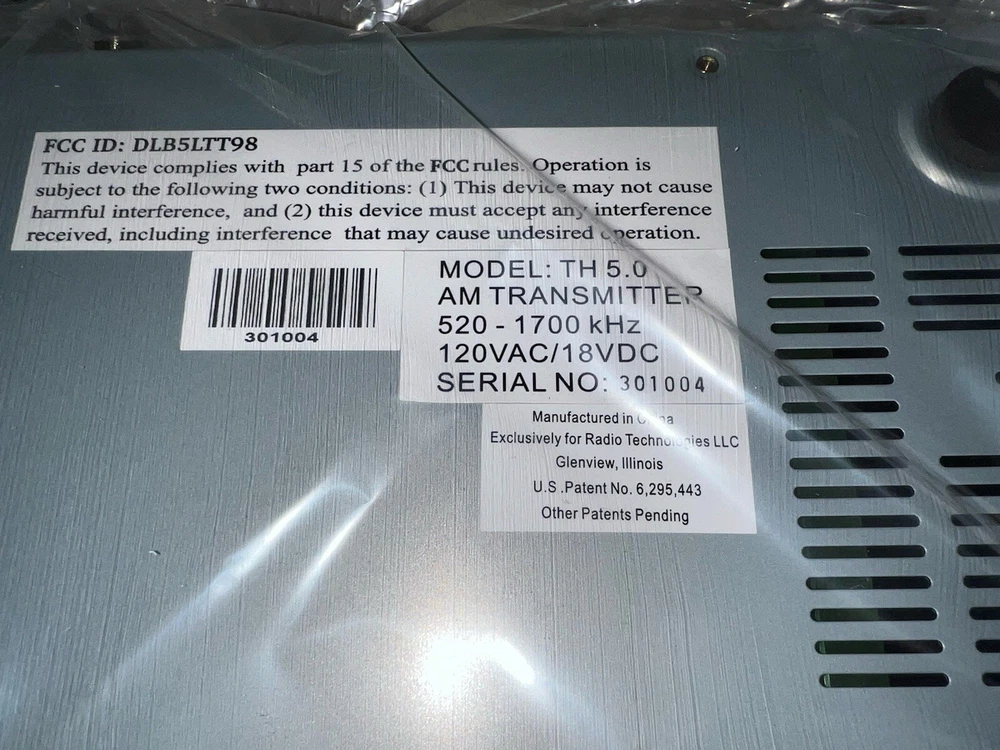 FCC ID: DLB5LTT98
This device complies with part 15 of the FCC rules. Operation is
subject to the following two conditions: (1) This device may not cause
harmful interference, and (2) this device must accept any interference
received, including interference that may cause undesired operation.
301004
MODEL: TH 5.0
AM TRANSMITTER
520 - 1700 kHz
120VAC/18VDC
SERIAL NO: 301004
Manufactured in China
Exclusively for Radio Technologies LLC
Glenview, Illinois
U.S .Patent No. 6,295,443
Other Patents Pending